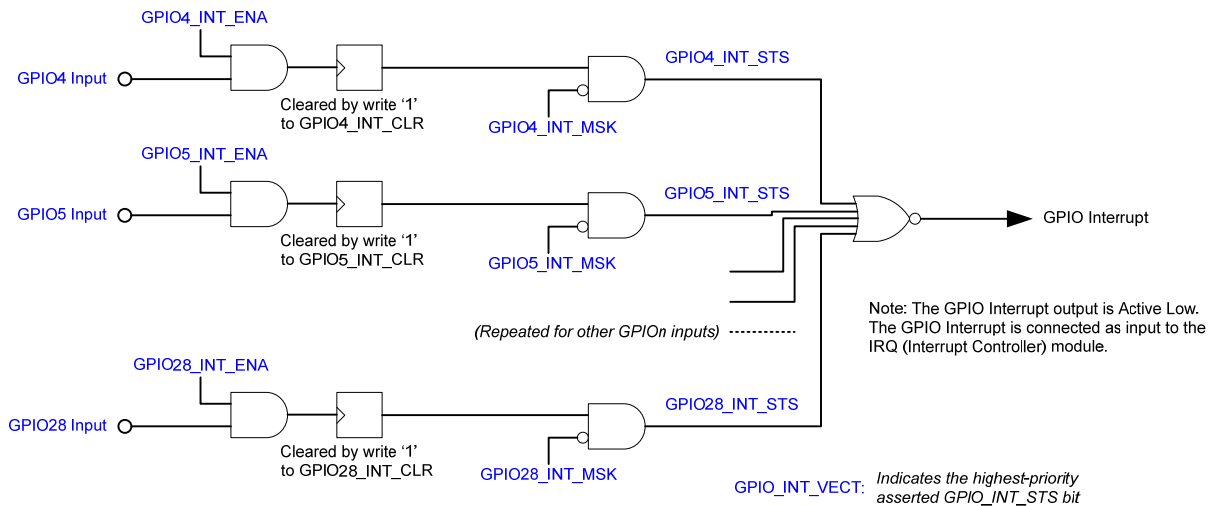 GPIO4_INT_ENA
GPIO4 Input
Cleared by write ‘1’
to GPIO4_INT_CLR
GPIO4_INT_MSK
GPIO4_INT_STS
GPIO5_INT_ENA
GPIO5 Input
Cleared by write ‘1’
to GPIO5_INT_CLR
GPIO5_INT_MSK
GPIO5_INT_STS
GPIO Interrupt
Note: The GPIO Interrupt output is Active Low.
The GPIO Interrupt is connected as input to the
IRQ (Interrupt Controller) module.
(Repeated for other GPIOn inputs)
GPIO28_INT_ENA
GPIO28 Input
Cleared by write ‘1’
to GPIO28_INT_CLR
GPIO28_INT_MSK
GPIO28_INT_STS
GPIO_INT_VECT: Indicates the highest-priority
asserted GPIO_INT_STS bit